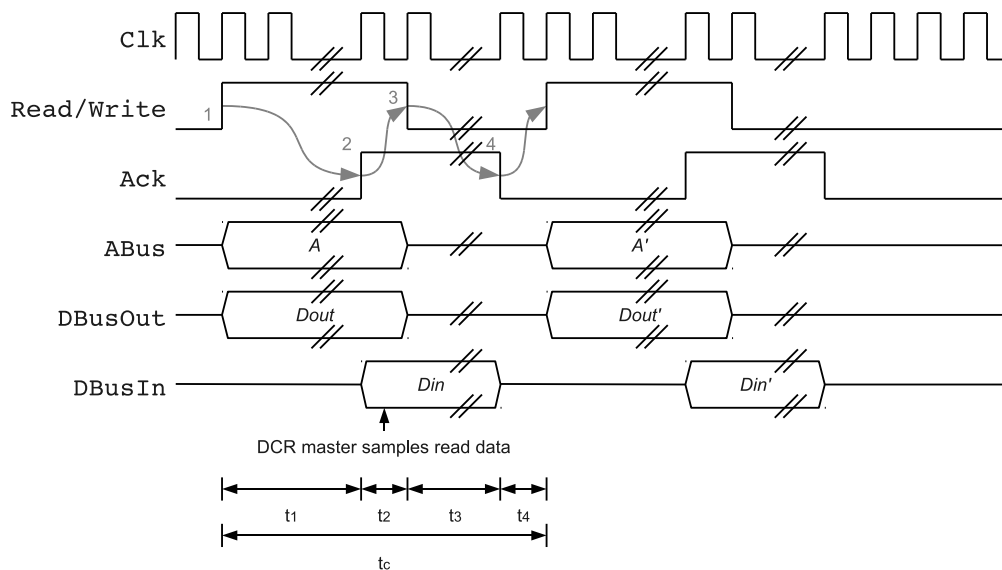 Clk
Read/Write
1
3
2
4
Ack
ABus
A
A'
DBusOut
Dout
Dout'
DBusIn
Din
Din'
DCR master samples read data
t1
t2
t3
t4
tc